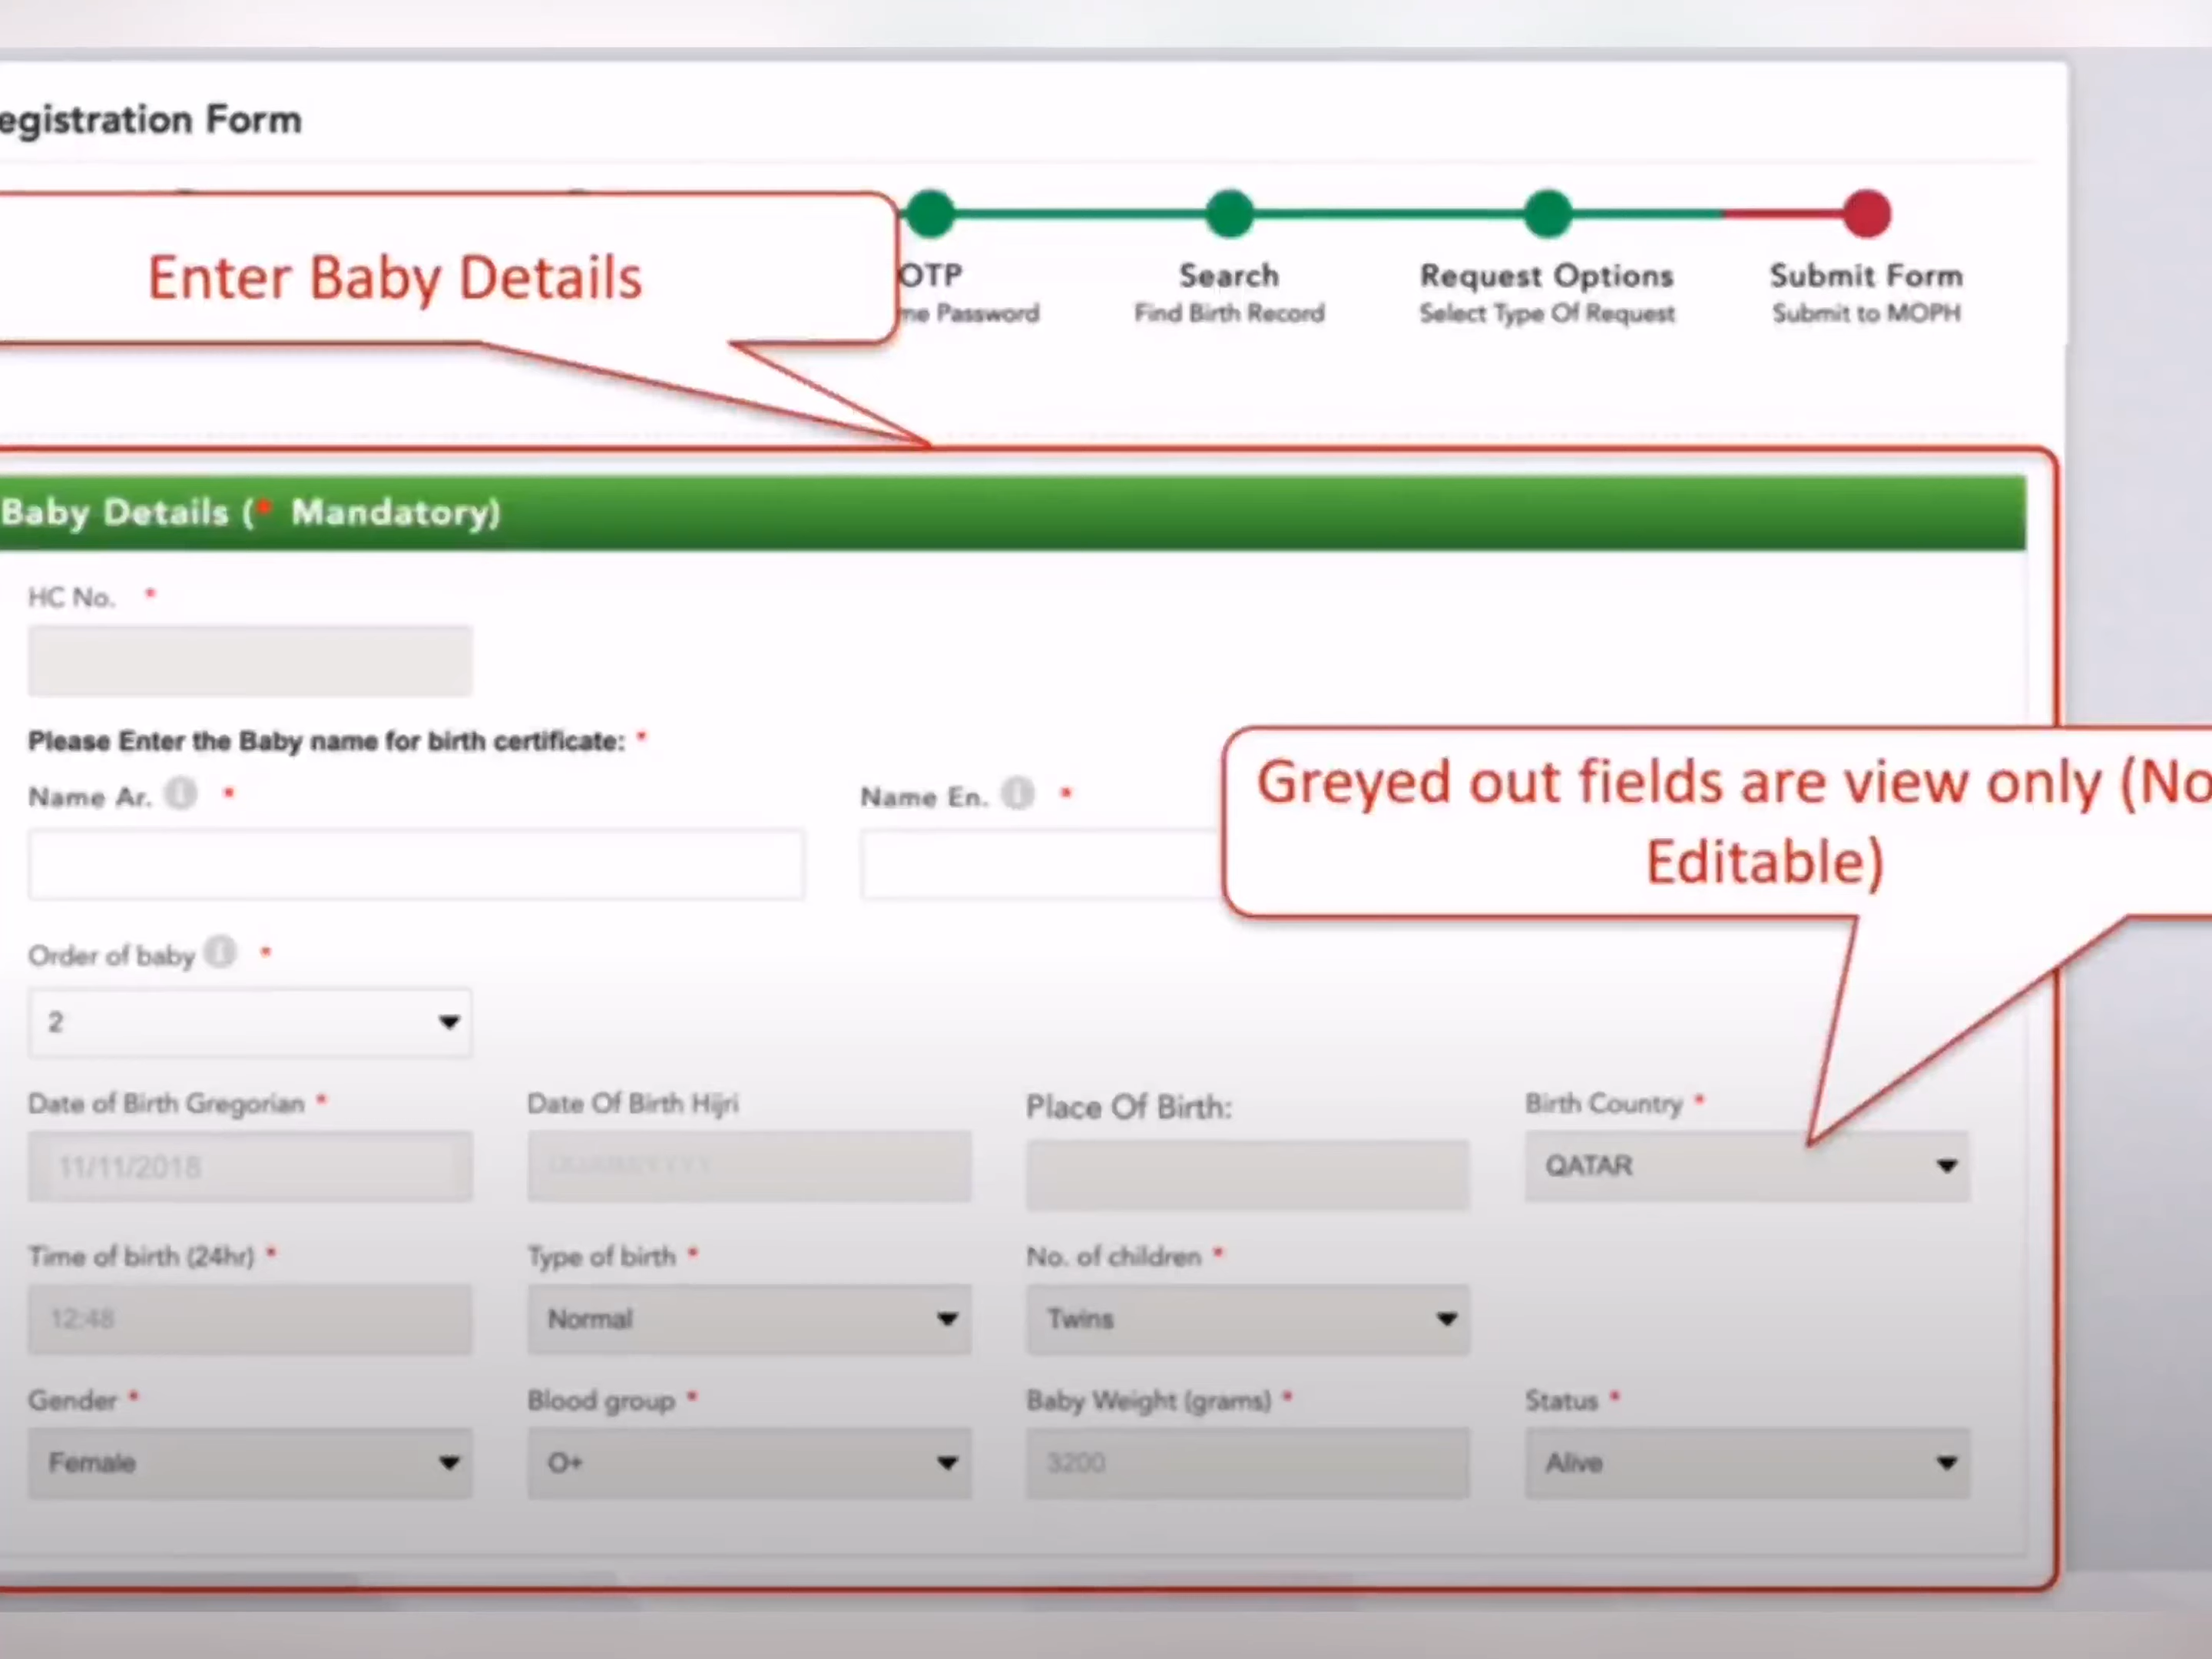 egistration Form
Enter Baby Details
OTP
Search
Request Options
Submit Form
me Password
Find Birth Record
Select Type Of Request
Submit to MOPH
Baby Details (* Mandatory)
HC No. *
Please Enter the Baby name for birth certificate: *
Name Ar. i *
Name En. i *
Greyed out fields are view only (No
Editable)
Order of baby i *
2
Date of Birth Gregorian *
Date Of Birth Hijri
Place Of Birth:
Birth Country *
11/11/2018
QATAR
Time of birth (24hr) *
Type of birth *
No. of children *
12:48
Normal
Twins
Gender *
Blood group *
Baby Weight (grams) *
Status *
Female
O+
3200
Alive